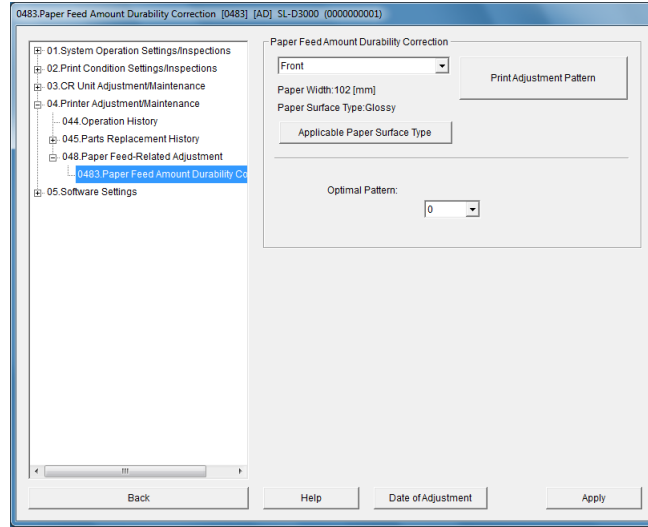 0483.Paper Feed Amount Durability Correction [0483] [AD] SL-D3000 (0000000001)
01.System Operation Settings/Inspections
02.Print Condition Settings/Inspections
03.CR Unit Adjustment/Maintenance
04.Printer Adjustment/Maintenance
044.Operation History
045.Parts Replacement History
048.Paper Feed-Related Adjustment
0483.Paper Feed Amount Durability Co
05.Software Settings
Paper Feed Amount Durability Correction
Front
Print Adjustment Pattern
Paper Width:102 [mm]
Paper Surface Type:Glossy
Applicable Paper Surface Type
Optimal Pattern:
0
Back
Help
Date of Adjustment
Apply